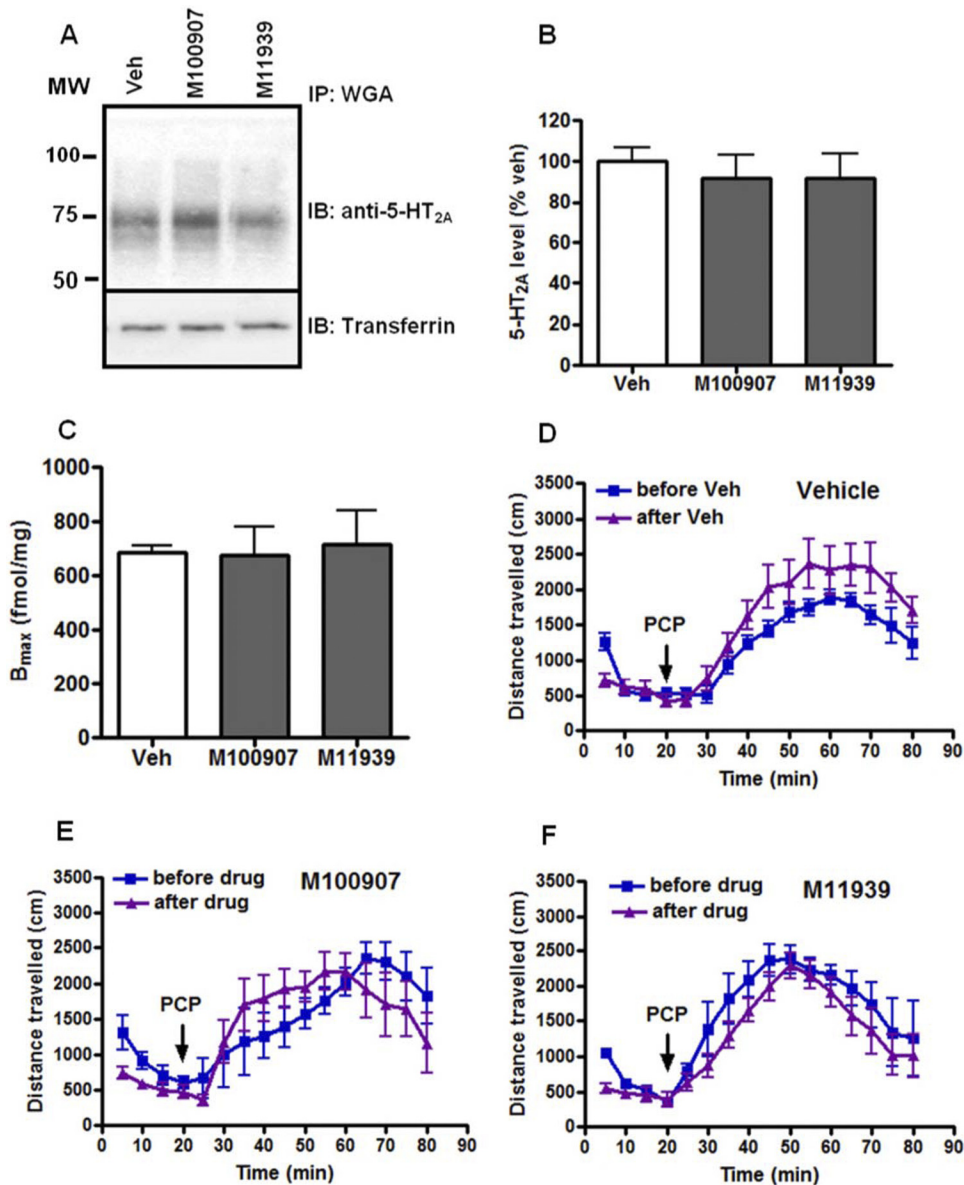 A
Veh
M100907
M11939
MW
IP: WGA
100
75
50
IB: anti-5-HT2A
IB: Transferrin
B
5-HT2A level (% veh)
120
100
80
60
40
20
0
Veh M100907 M11939
C
Bmax (fmol/mg)
1000
800
600
400
200
0
Veh M100907 M11939
D
Vehicle
before Veh
after Veh
PCP
Distance travelled (cm)
3500
3000
2500
2000
1500
1000
500
0
0 10 20 30 40 50 60 70 80 90
Time (min)
E
M100907
before drug
after drug
PCP
Distance travelled (cm)
3500
3000
2500
2000
1500
1000
500
0
0 10 20 30 40 50 60 70 80 90
Time (min)
F
M11939
before drug
after drug
PCP
Distance travelled (cm)
3500
3000
2500
2000
1500
1000
500
0
0 10 20 30 40 50 60 70 80 90
Time (min)